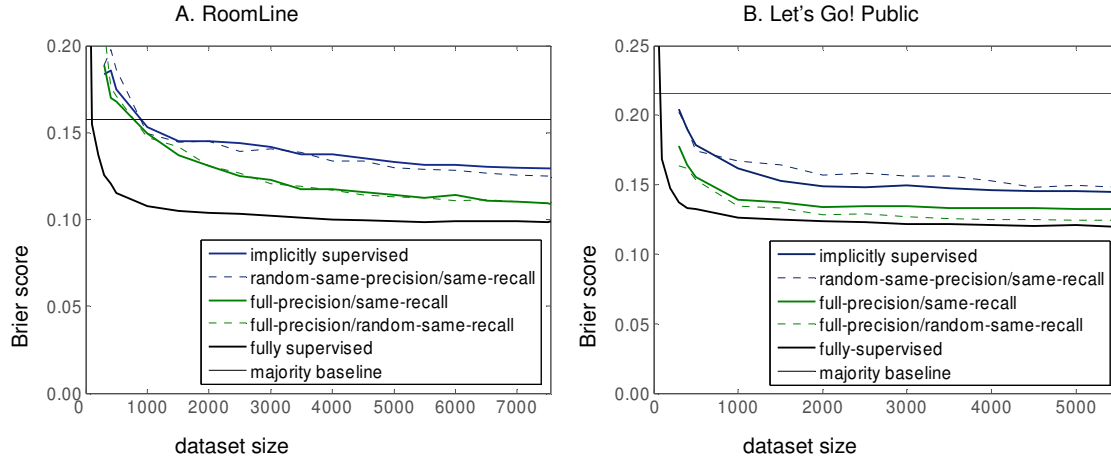 A. RoomLine
0.20
0.15
0.10
0.05
0.00
Brier score
implicitly supervised
random-same-precision/same-recall
full-precision/same-recall
full-precision/random-same-recall
fully supervised
majority baseline
0 1000 2000 3000 4000 5000 6000 7000
dataset size
B. Let's Go! Public
0.25
0.20
0.15
0.10
0.05
0.00
Brier score
implicitly supervised
random-same-precision/same-recall
full-precision/same-recall
full-precision/random-same-recall
fully-supervised
majority baseline
0 1000 2000 3000 4000 5000
dataset size